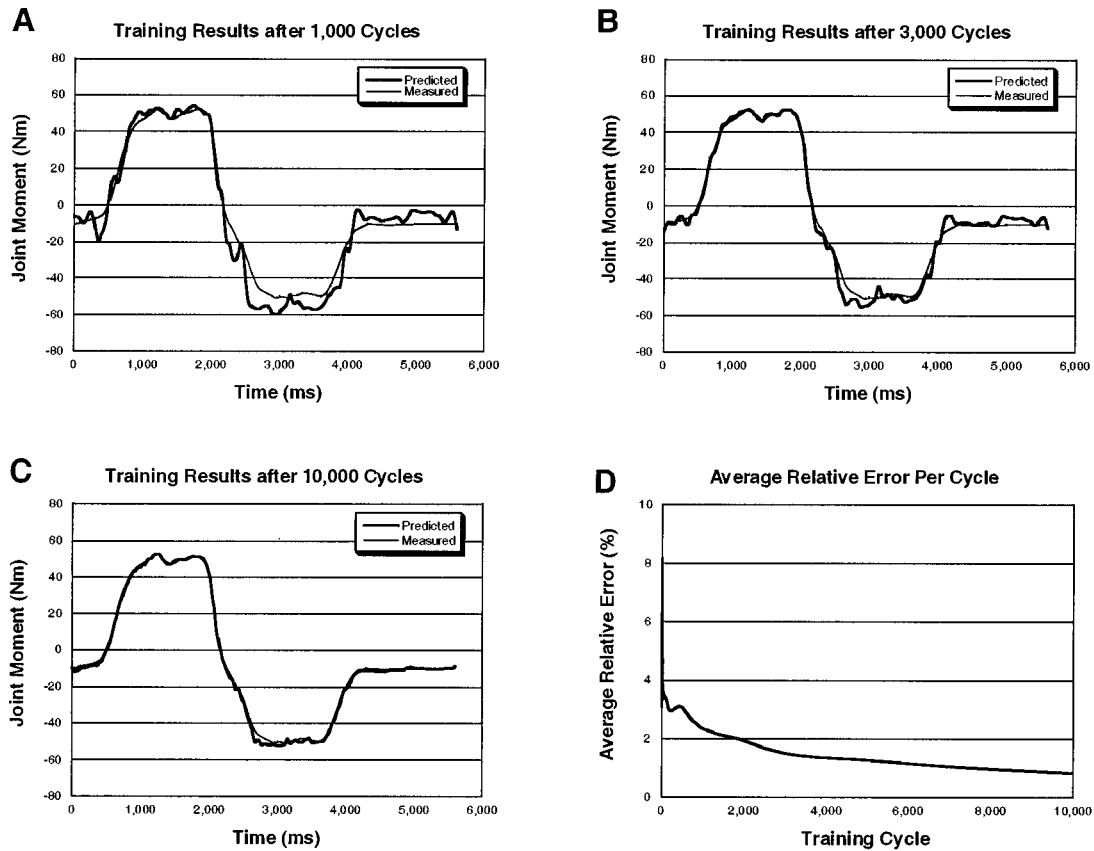 A
Training Results after 1,000 Cycles
Joint Moment (Nm)
80
60
40
20
0
-20
-40
-60
-80
Predicted
Measured
0 1,000 2,000 3,000 4,000 5,000 6,000
Time (ms)
B
Training Results after 3,000 Cycles
Joint Moment (Nm)
80
60
40
20
0
-20
-40
-60
-80
Predicted
Measured
0 1,000 2,000 3,000 4,000 5,000 6,000
Time (ms)
C
Training Results after 10,000 Cycles
Joint Moment (Nm)
80
60
40
20
0
-20
-40
-60
-80
Predicted
Measured
0 1,000 2,000 3,000 4,000 5,000 6,000
Time (ms)
D
Average Relative Error Per Cycle
Average Relative Error (%)
10
8
6
4
2
0
0 2,000 4,000 6,000 8,000 10,000
Training Cycle